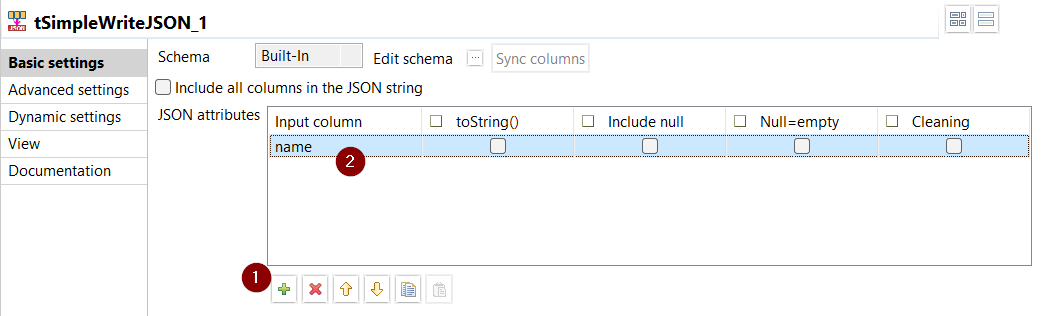 JSON tSimpleWriteJSON_1
Basic settings
Advanced settings
Dynamic settings
View
Documentation
Schema Built-In Edit schema ... Sync columns
Include all columns in the JSON string
JSON attributes
Input column toString() Include null Null=empty Cleaning
name
2
1